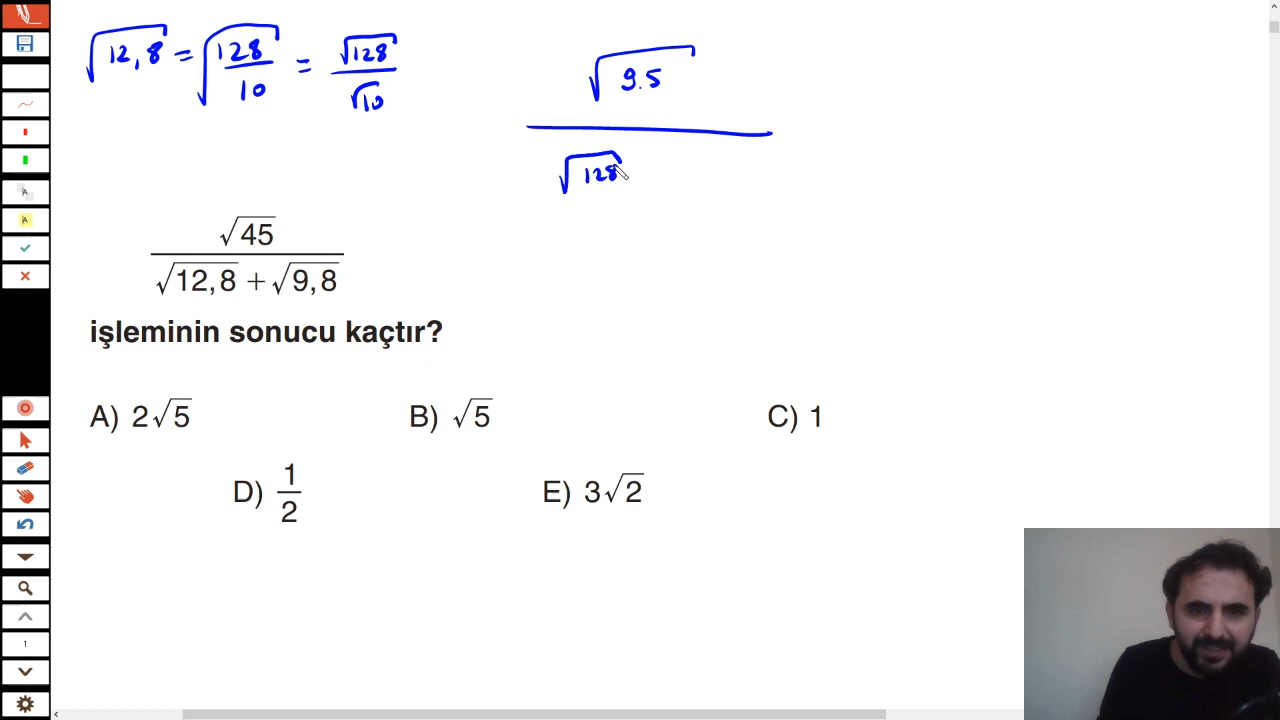 √12,8 = √(128/10) = √128/√10
√9.5
√128
√45
√12,8 + √9,8
işleminin sonucu kaçtır?
A) 2√5 B) √5 C) 1
D) 1/2 E) 3√2
1